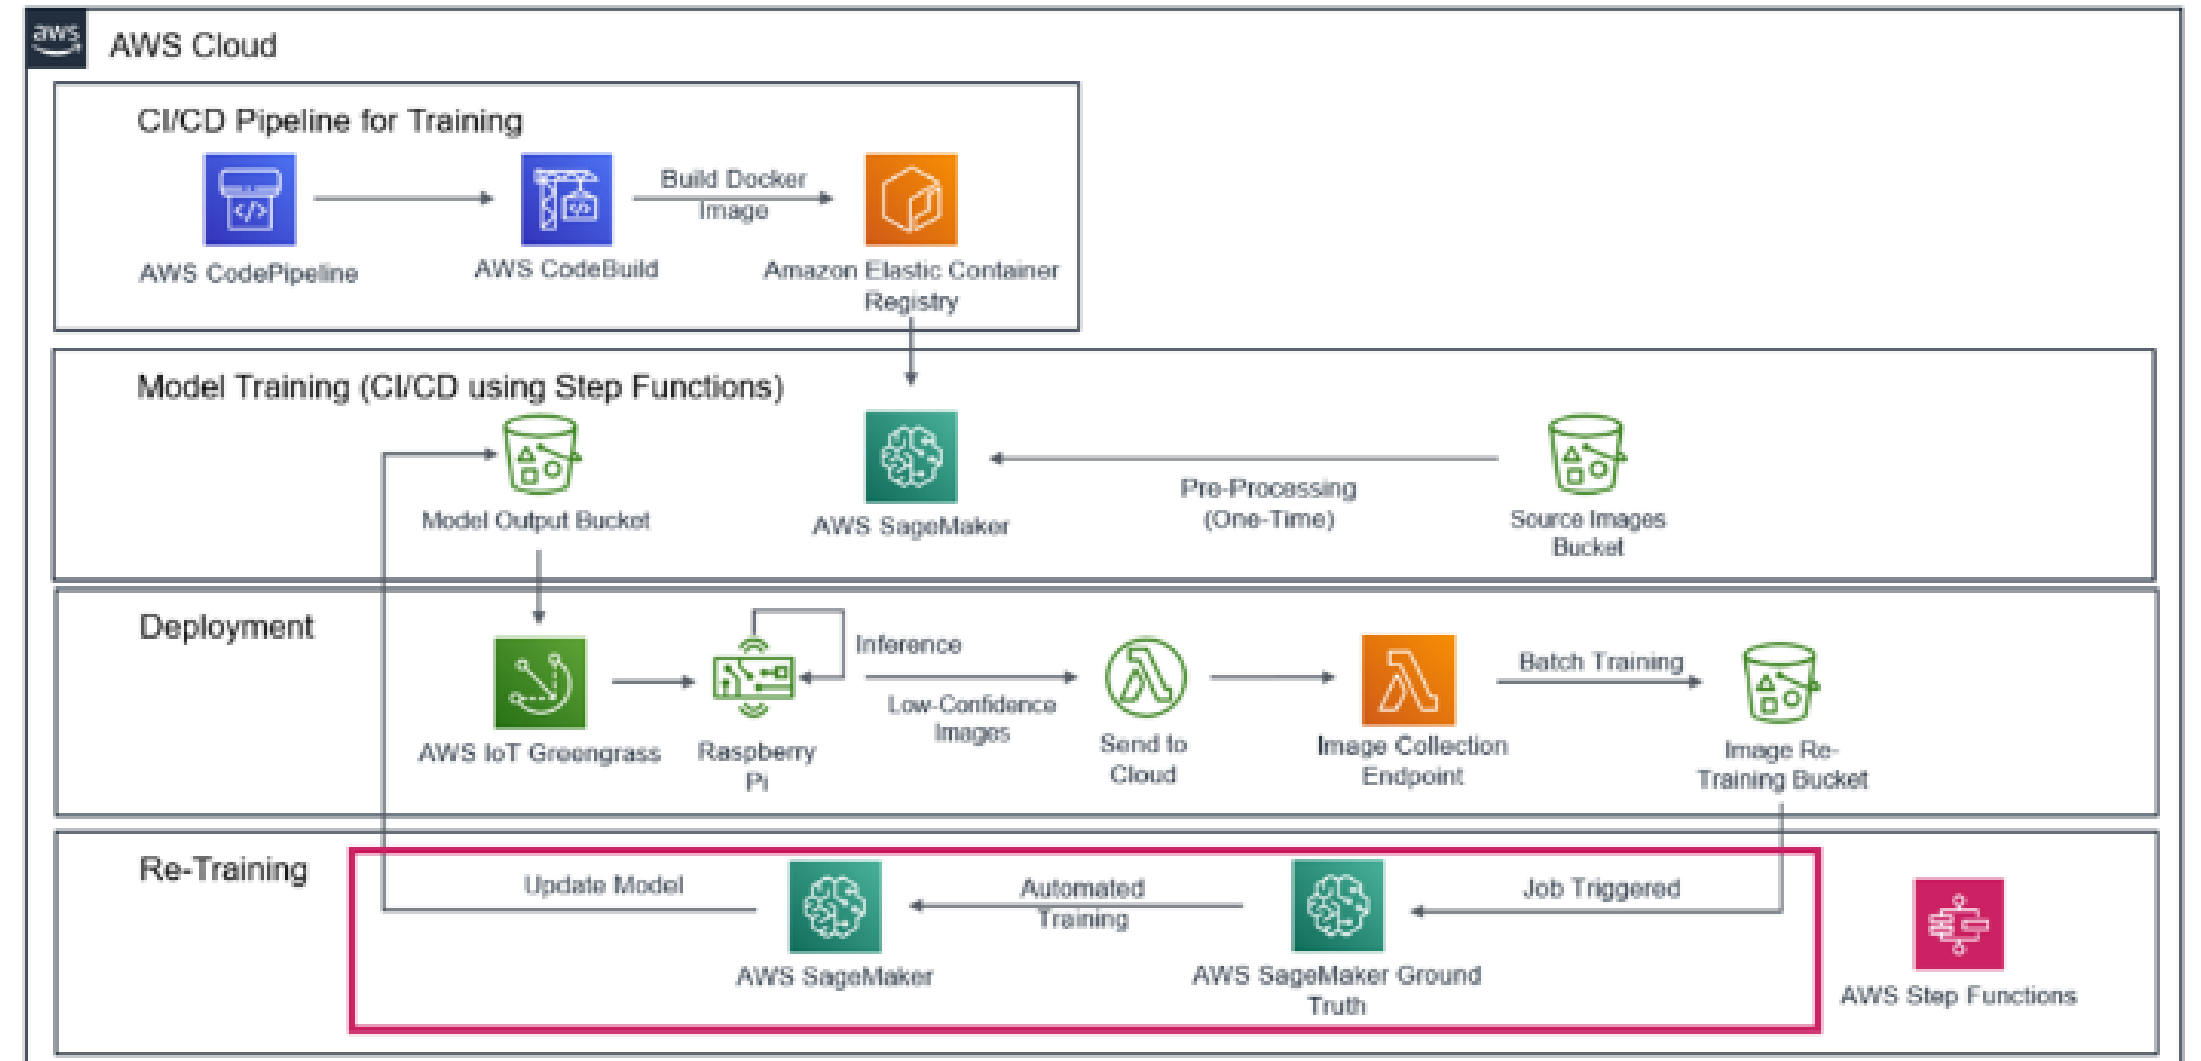 aws
AWS Cloud
CI/CD Pipeline for Training
Build Docker
Image
AWS CodePipeline
AWS CodeBuild
Amazon Elastic Container
Registry
Model Training (CI/CD using Step Functions)
Model Output Bucket
AWS SageMaker
Pre-Processing
(One-Time)
Source Images
Bucket
Deployment
Inference
Low-Confidence
Images
Batch Training
AWS IoT Greengrass
Raspberry
Pi
Send to
Cloud
Image Collection
Endpoint
Image Re-
Training Bucket
Re-Training
Update Model
Automated
Training
Job Triggered
AWS SageMaker
AWS SageMaker Ground
Truth
AWS Step Functions